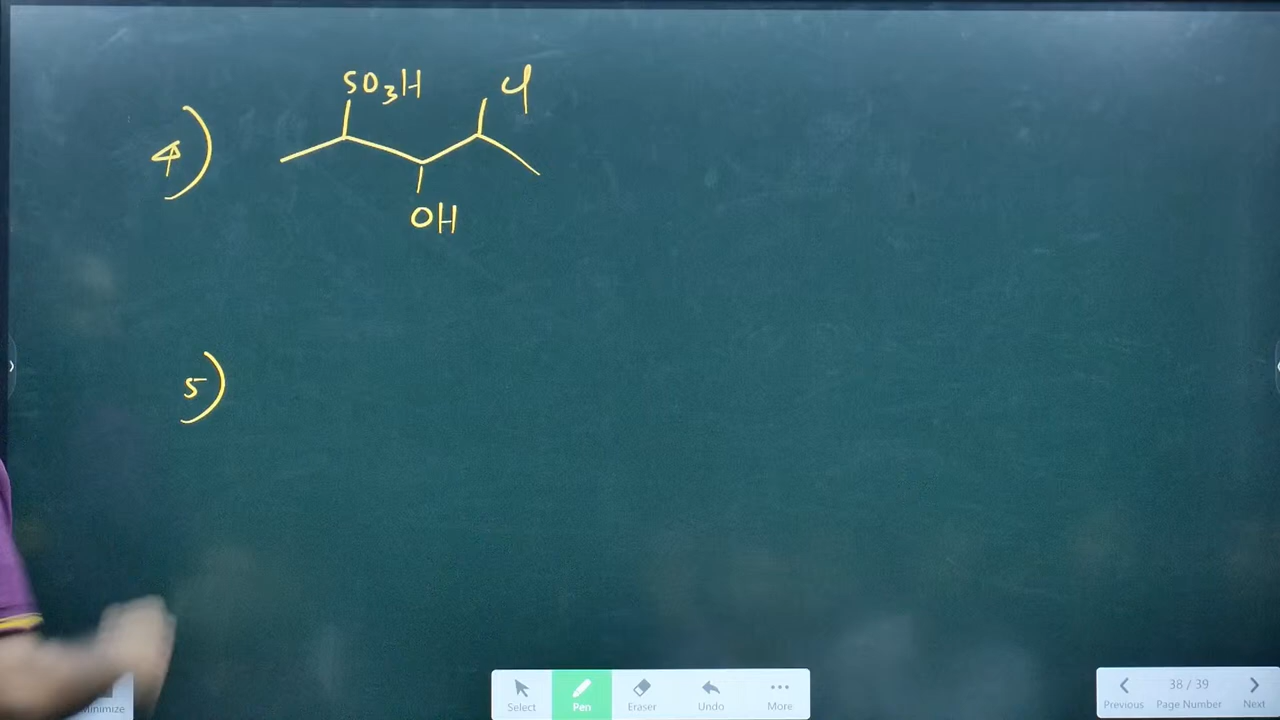 4) SO3H Cl
OH
5)
Minimize
Select Pen Eraser Undo More
38 / 39
Previous Page Number Next